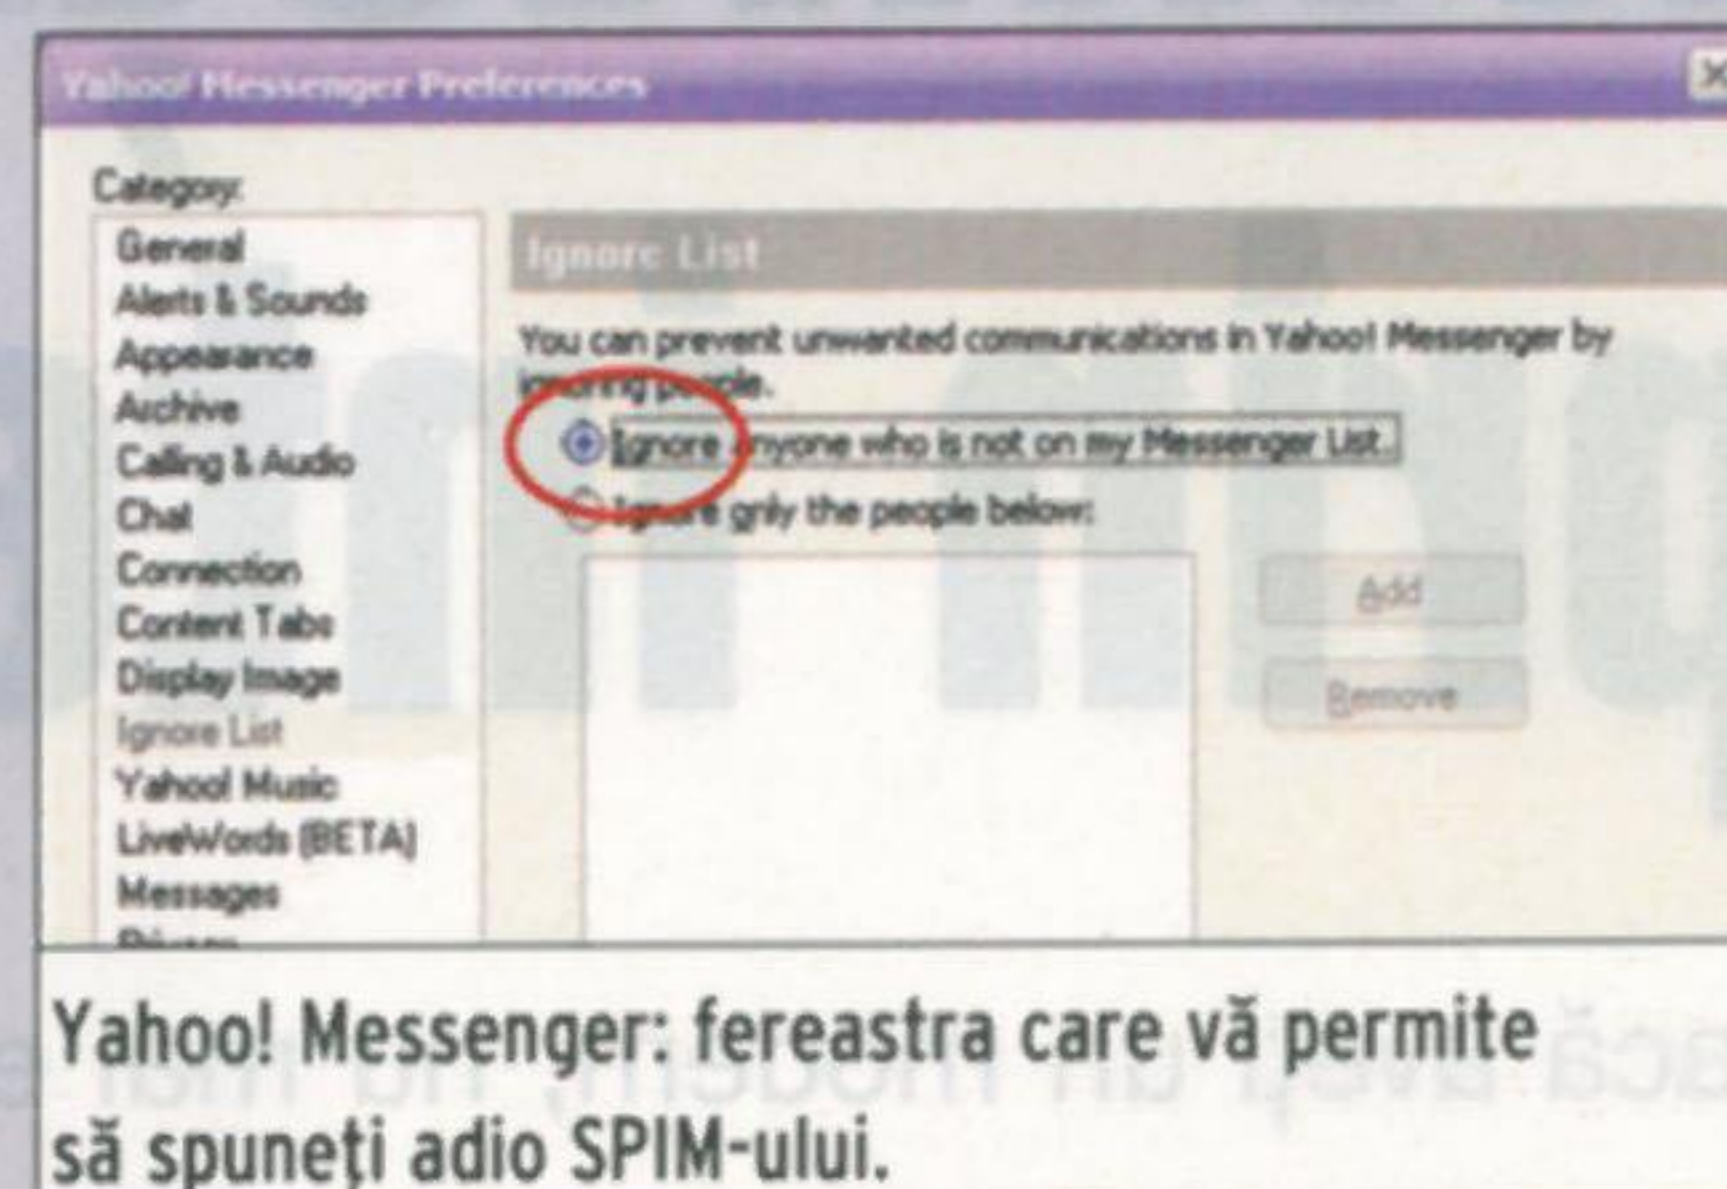 Yahoo! Messenger Preferences
Category:
General
Alerts & Sounds
Appearance
Archive
Calling & Audio
Chat
Connection
Content Tabs
Display Image
Ignore List
Yahoo! Music
LiveWords (BETA)
Messages
Privacy
Ignore List
You can prevent unwanted communications in Yahoo! Messenger by
ignoring people.
Ignore anyone who is not on my Messenger List.
Ignore only the people below:
Add
Remove
Yahoo! Messenger: fereastra care vă permite
să spuneți adio SPIM-ului.